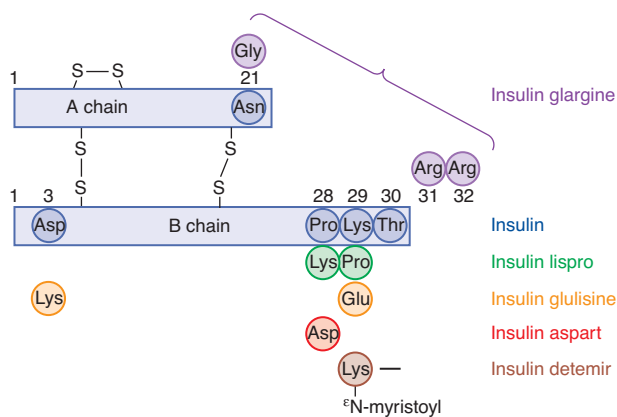 Gly
1 S—S 21
A chain Asn Insulin glargine
S S
S S
Arg Arg
1 3 28 29 30 31 32
Asp B chain Pro Lys Thr Insulin
Lys Pro Insulin lispro
Lys Glu Insulin glulisine
Asp Insulin aspart
Lys — Insulin detemir
εN-myristoyl